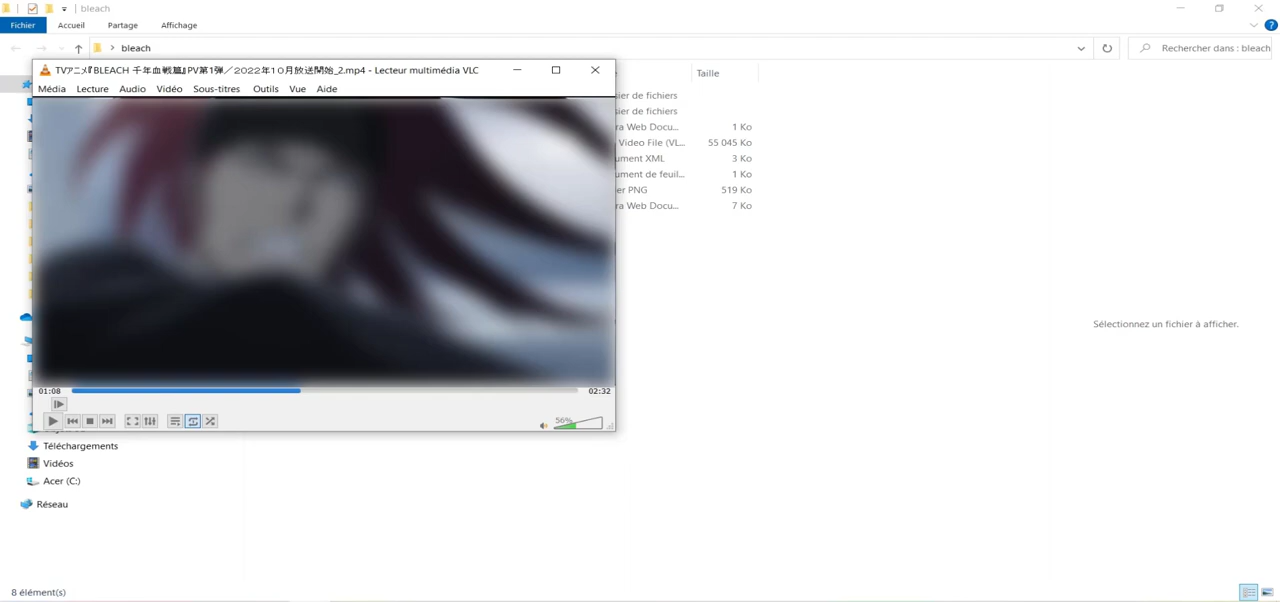 bleach
Fichier Accueil Partage Affichage
bleach
Rechercher dans : bleach
TVアニメ『BLEACH 千年血戦篇』PV第1弾／2022年10月放送開始_2.mp4 - Lecteur multimédia VLC
Média Lecture Audio Vidéo Sous-titres Outils Vue Aide
Taille
sier de fichiers
sier de fichiers
ra Web Docu... 1 Ko
Video File (VL... 55 045 Ko
ument XML 3 Ko
ument de feuil... 1 Ko
er PNG 519 Ko
ra Web Docu... 7 Ko
Sélectionnez un fichier à afficher.
01:08 02:32
56%
Téléchargements
Vidéos
Acer (C:)
Réseau
8 élément(s)